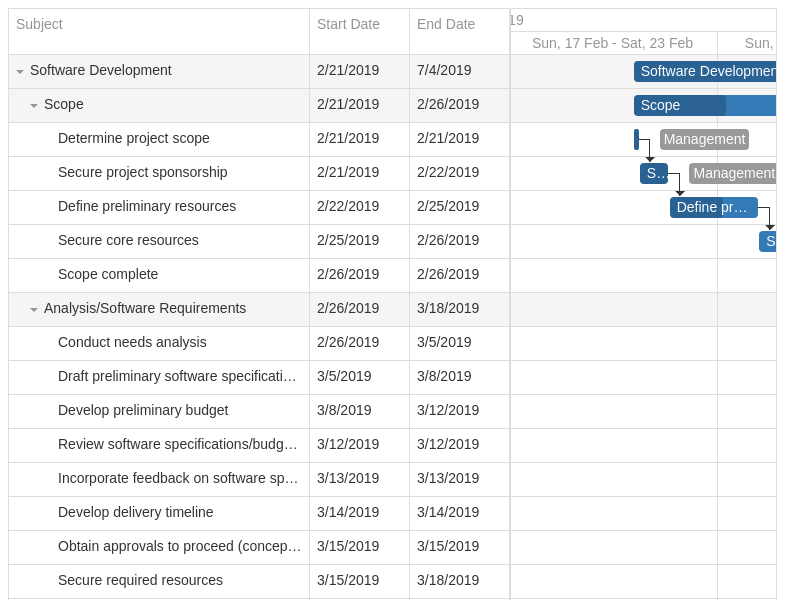 Subject Start Date End Date 19
Sun, 17 Feb - Sat, 23 Feb Sun,
Software Development 2/21/2019 7/4/2019 Software Developmen
Scope 2/21/2019 2/26/2019 Scope
Determine project scope 2/21/2019 2/21/2019 Management
Secure project sponsorship 2/21/2019 2/22/2019 S... Management
Define preliminary resources 2/22/2019 2/25/2019 Define pr...
Secure core resources 2/25/2019 2/26/2019 S
Scope complete 2/26/2019 2/26/2019
Analysis/Software Requirements 2/26/2019 3/18/2019
Conduct needs analysis 2/26/2019 3/5/2019
Draft preliminary software specificati... 3/5/2019 3/8/2019
Develop preliminary budget 3/8/2019 3/12/2019
Review software specifications/budg... 3/12/2019 3/12/2019
Incorporate feedback on software sp... 3/13/2019 3/13/2019
Develop delivery timeline 3/14/2019 3/14/2019
Obtain approvals to proceed (concep... 3/15/2019 3/15/2019
Secure required resources 3/15/2019 3/18/2019